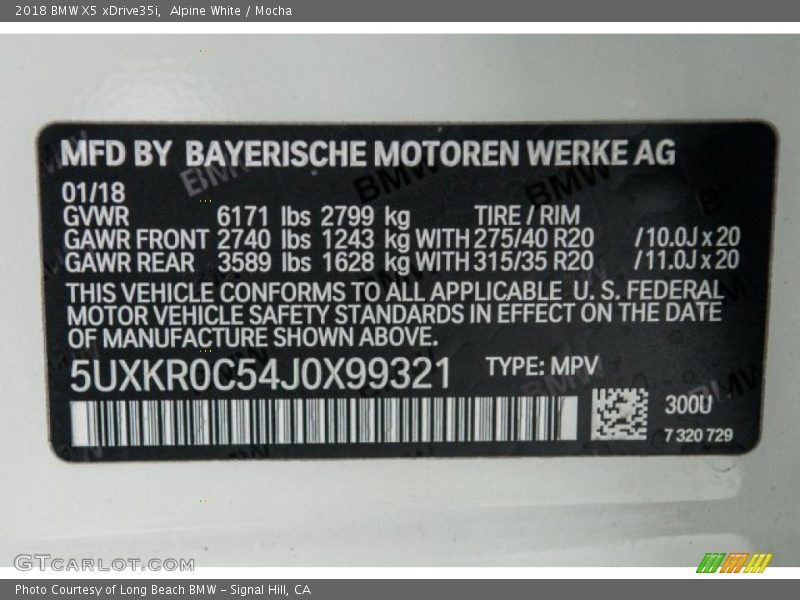 2018 BMW X5 xDrive35i, Alpine White / Mocha
MFD BY BAYERISCHE MOTOREN WERKE AG
01/18
GVWR 6171 lbs 2799 kg TIRE / RIM
GAWR FRONT 2740 lbs 1243 kg WITH 275/40 R20 /10.0J x 20
GAWR REAR 3589 lbs 1628 kg WITH 315/35 R20 /11.0J x 20
THIS VEHICLE CONFORMS TO ALL APPLICABLE U. S. FEDERAL
MOTOR VEHICLE SAFETY STANDARDS IN EFFECT ON THE DATE
OF MANUFACTURE SHOWN ABOVE.
5UXKR0C54J0X99321 TYPE: MPV
300U
7 320 729
GTCARLOT.COM
Photo Courtesy of Long Beach BMW - Signal Hill, CA